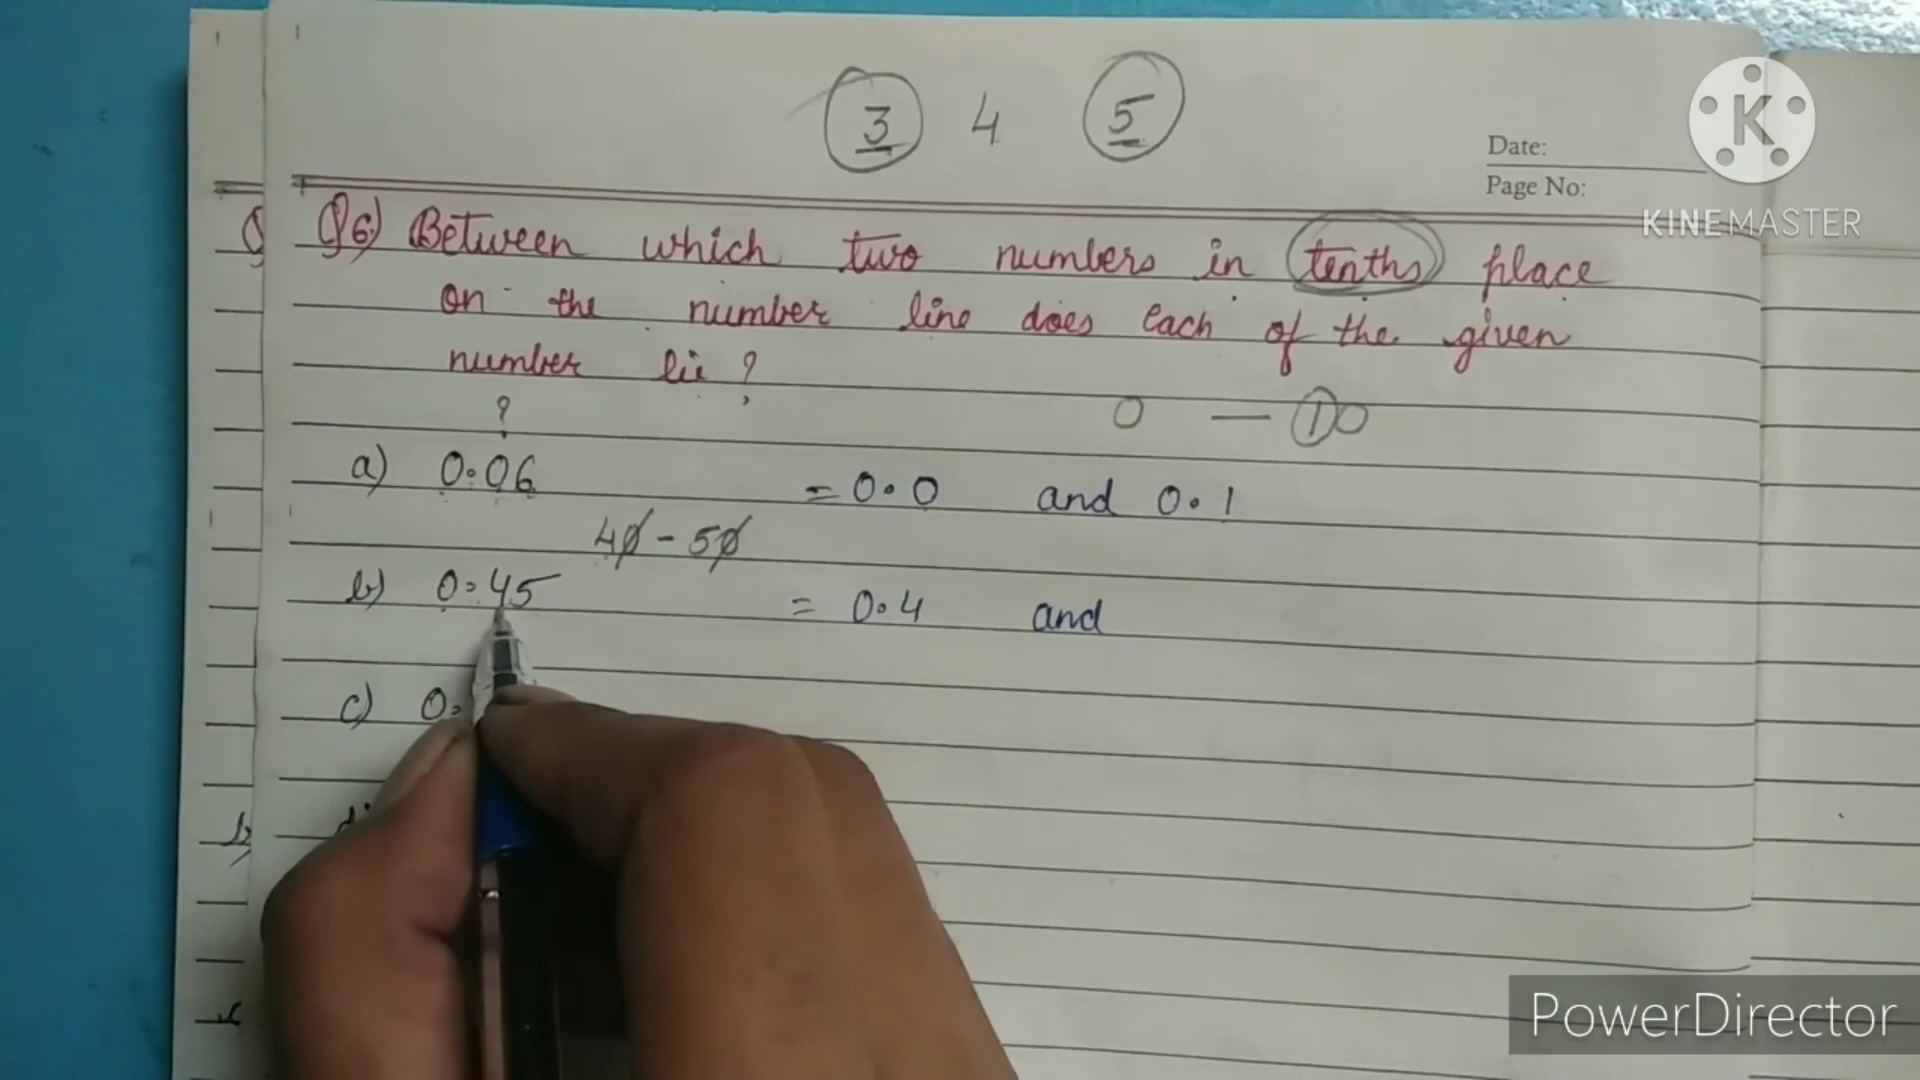 3 4 5
Date:
Page No:
K
KINEMASTER
Q6) Between which two numbers in tenths place
on the number line does each of the given
number lie ?
? 0 — 10
a) 0.06 = 0.0 and 0.1
40 - 50
b) 0.45 = 0.4 and
c) 0.
PowerDirector